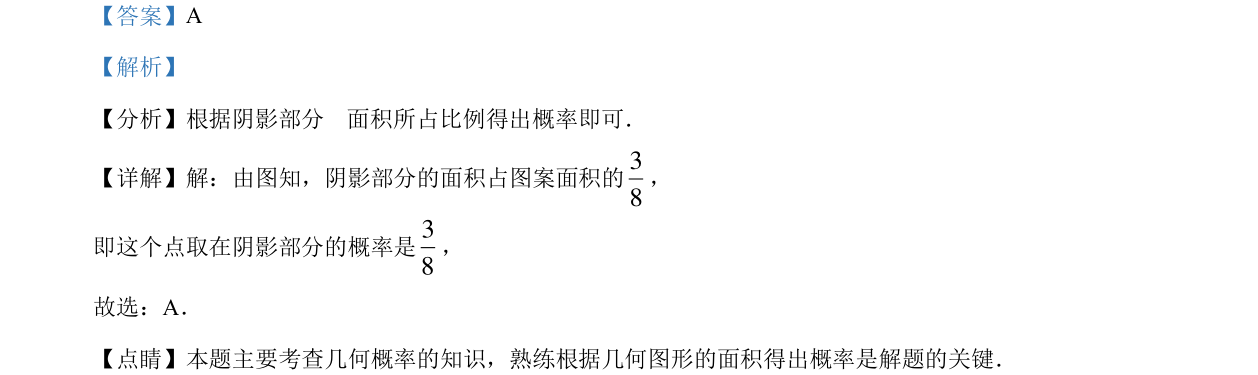 【答案】A
【解析】
【分析】根据阴影部分 面积所占比例得出概率即可．
【详解】解：由图知，阴影部分的面积占图案面积的3/8，
即这个点取在阴影部分的概率是3/8，
故选：A．
【点睛】本题主要考查几何概率的知识，熟练根据几何图形的面积得出概率是解题的关键．